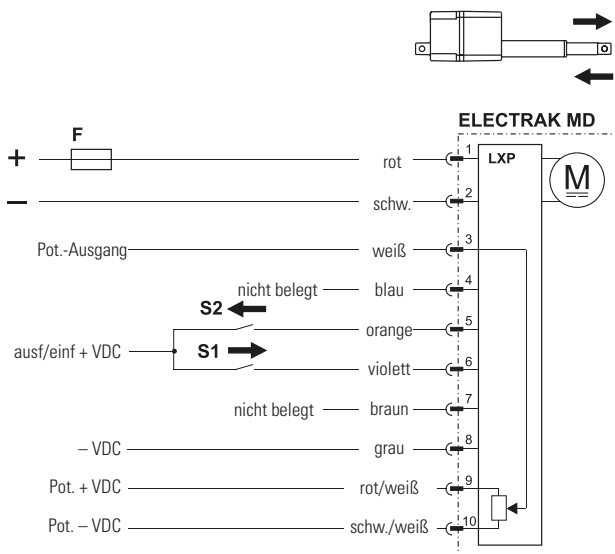 ELECTRAK MD
F
+ rot 1 LXP M
– schw. 2
Pot.-Ausgang weiß 3
nicht belegt blau 4
S2
orange 5
ausf/einf + VDC S1
violett 6
nicht belegt braun 7
– VDC grau 8
Pot. + VDC rot/weiß 9
Pot. – VDC schw./weiß 10